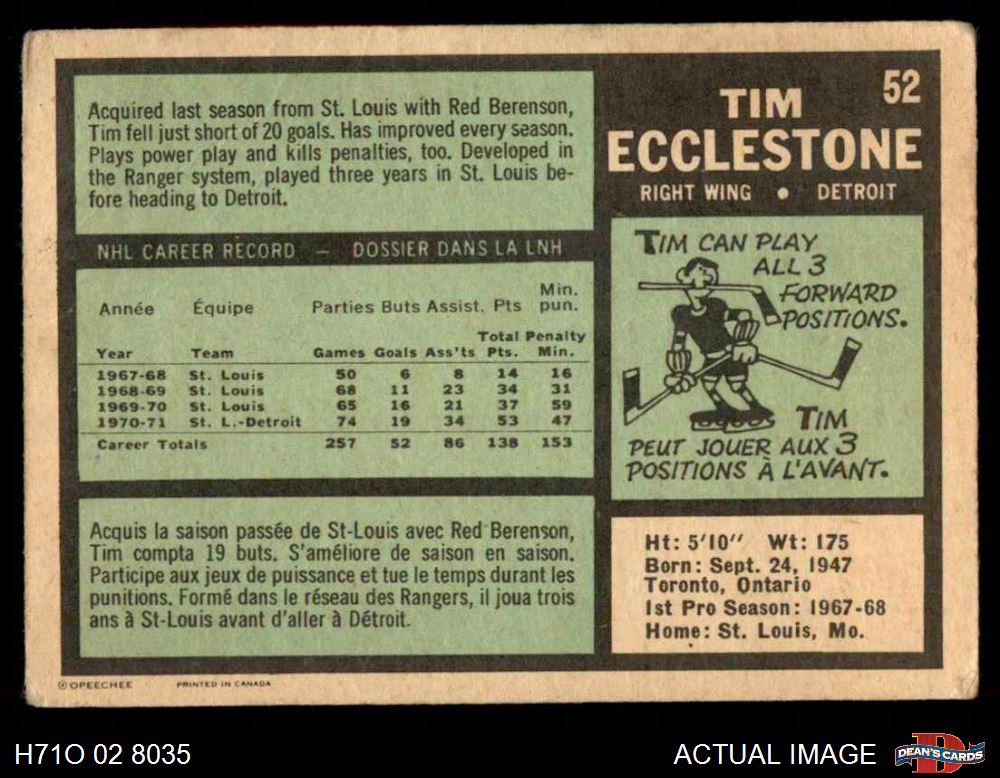 52
TIM
ECCLESTONE
RIGHT WING • DETROIT
Acquired last season from St. Louis with Red Berenson,
Tim fell just short of 20 goals. Has improved every season.
Plays power play and kills penalties, too. Developed in
the Ranger system, played three years in St. Louis be-
fore heading to Detroit.
NHL CAREER RECORD — DOSSIER DANS LA LNH
Min.
Année Équipe Parties Buts Assist. Pts pun.
Total Penalty
Year Team Games Goals Ass'ts Pts. Min.
1967-68 St. Louis 50 6 8 14 16
1968-69 St. Louis 68 11 23 34 31
1969-70 St. Louis 65 16 21 37 59
1970-71 St. L.-Detroit 74 19 34 53 47
Career Totals 257 52 86 138 153
Acquis la saison passée de St-Louis avec Red Berenson,
Tim compta 19 buts. S'améliore de saison en saison.
Participe aux jeux de puissance et tue le temps durant les
punitions. Formé dans le réseau des Rangers, il joua trois
ans à St-Louis avant d'aller à Détroit.
TIM CAN PLAY
ALL 3
FORWARD
POSITIONS.
TIM
PEUT JOUER AUX 3
POSITIONS À L'AVANT.
Ht: 5'10'' Wt: 175
Born: Sept. 24, 1947
Toronto, Ontario
1st Pro Season: 1967-68
Home: St. Louis, Mo.
© OPEECHEE PRINTED IN CANADA
H71O 02 8035
ACTUAL IMAGE
D
DEAN'S CARDS